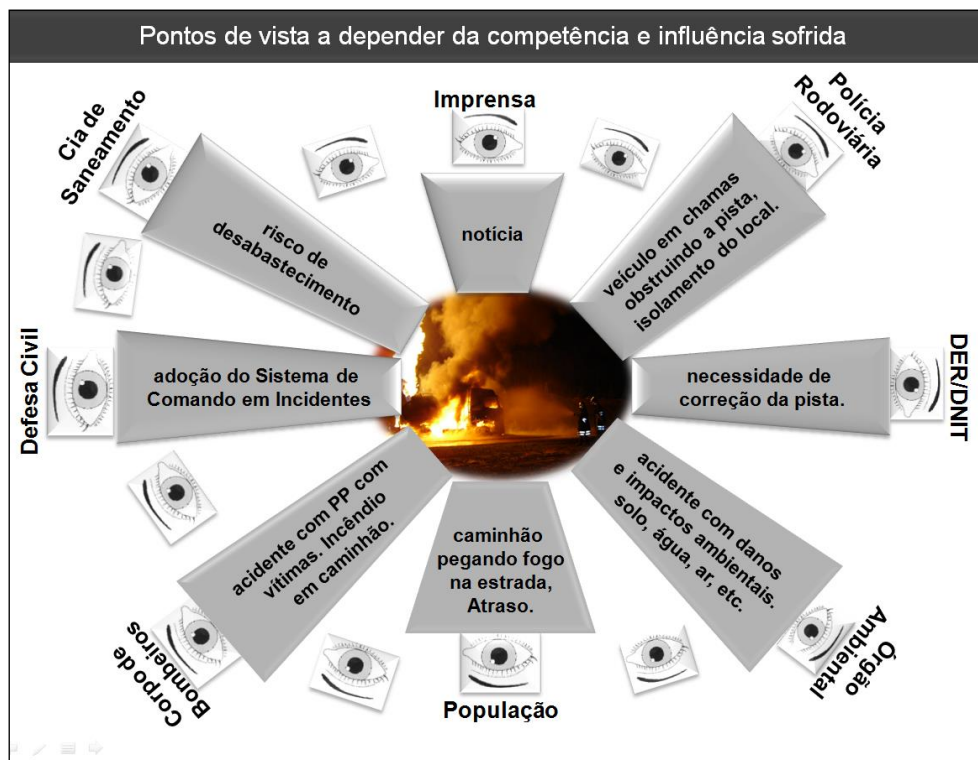 Pontos de vista a depender da competência e influência sofrida
Imprensa
notícia
Polícia
Rodoviária
veículo em chamas
obstruindo a pista,
isolamento do local.
DER/DNIT
necessidade de
correção da pista.
Órgão
Ambiental
acidente com danos
e impactos ambientais.
solo, água, ar, etc.
População
caminhão
pegando fogo
na estrada,
Atraso.
Corpo de
Bombeiros
acidente com PP com
vítimas. Incêndio
em caminhão.
Defesa Civil
adoção do Sistema de
Comando em Incidentes
Cia de
Saneamento
risco de
desabastecimento